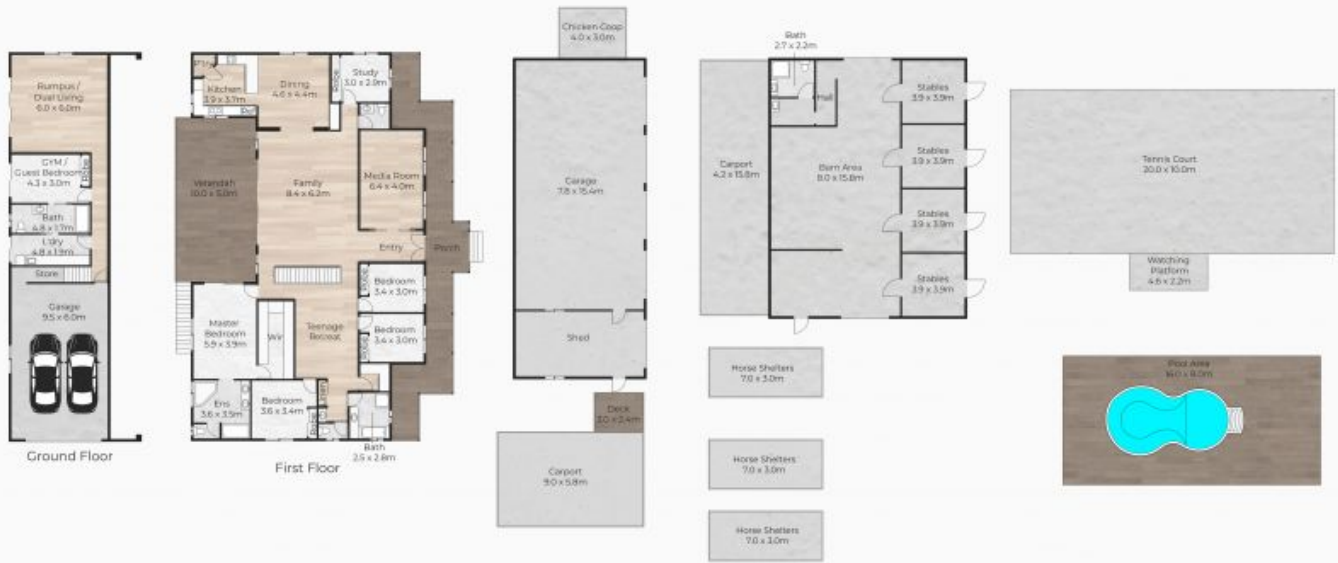 Rumpus /
Dual Living
6.0 x 6.0m
GYM /
Guest Bedroom
4.3 x 3.0m
Robe
Bath
4.8 x 1.7m
L'dry
4.8 x 1.9m
Store
Garage
9.5 x 6.0m
Ground Floor
P'try
Kitchen
3.9 x 3.7m
Dining
4.6 x 4.4m
Robe
Study
3.0 x 2.9m
Verandah
10.0 x 5.0m
Family
8.4 x 6.2m
Media Room
6.4 x 4.0m
Entry
Porch
Robe
Bedroom
3.4 x 3.0m
Master
Bedroom
5.9 x 3.9m
Wir
Teenage
Retreat
Robe
Bedroom
3.4 x 3.0m
Ens
3.6 x 3.5m
Bedroom
3.6 x 3.4m
Robe
Linen
Bath
2.5 x 2.8m
First Floor
Chicken Coop
4.0 x 3.0m
Garage
7.8 x 15.4m
Shed
Deck
3.0 x 2.4m
Carport
9.0 x 5.8m
Bath
2.7 x 2.2m
Hall
Carport
4.2 x 15.8m
Barn Area
8.0 x 15.8m
Stables
3.9 x 3.9m
Stables
3.9 x 3.9m
Stables
3.9 x 3.9m
Stables
3.9 x 3.9m
Horse Shelters
7.0 x 3.0m
Horse Shelters
7.0 x 3.0m
Horse Shelters
7.0 x 3.0m
Tennis Court
20.0 x 10.0m
Watching
Platform
4.6 x 2.2m
Pool Area
16.0 x 8.0m